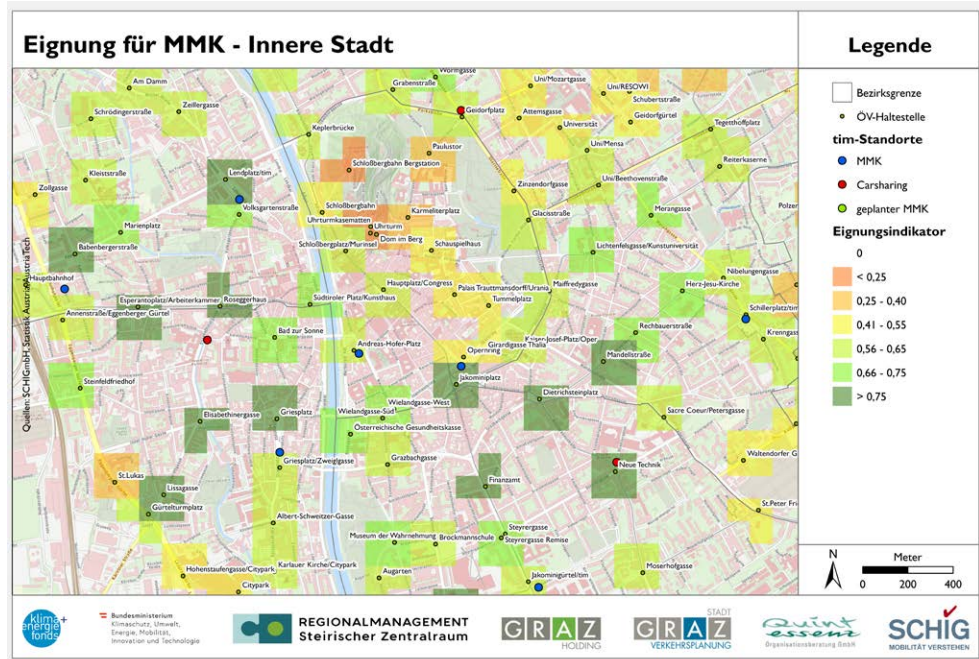 Eignung für MMK - Innere Stadt
Am Damm
Wormgasse
Grabenstraße
Uni/Mozartgasse
Uni/RESOWI
Schubertstraße
Schrödingerstraße
Zeillergasse
Geidorfplatz
Attemsgasse
Geidorfgürtel
Keplerbrücke
Universität
Tegetthoffplatz
Paulustor
Uni/Mensa
Schloßbergbahn Bergstation
Reiterkaserne
Lendplatz/tim
Kleiststraße
Zollgasse
Zinzendorfgasse
Uni/Beethovenstraße
Volksgartenstraße
Schloßbergbahn
Karmeliterplatz
Merangasse
Uhrturmkasematten
Uhrturm
Glacisstraße
Marienplatz
Dom im Berg
Babenbergerstraße
Schloßbergplatz/Murinsel
Schauspielhaus
Lichtenfelsgasse/Kunstuniversität
Hauptbahnhof
Nibelungengasse
Hauptplatz/Congress
Palais Trauttmansdorff/Urania
Maiffredygasse
Herz-Jesu-Kirche
Esperantoplatz/Arbeiterkammer
Roseggerhaus
Südtiroler Platz/Kunsthaus
Tummelplatz
Schillerplatz/tim
Annenstraße/Eggenberger Gürtel
Bad zur Sonne
Rechbauerstraße
Girardigasse Thalia
Kaiser-Josef-Platz/Oper
Krenngasse
Andreas-Hofer-Platz
Opernring
Mandellstraße
Steinfeldfriedhof
Jakominiplatz
Dietrichsteinplatz
Wielandgasse-West
Elisabethinergasse
Griesplatz
Wielandgasse-Süd
Sacre Coeur/Petersgasse
Österreichische Gesundheitskasse
Griesplatz/Zweiglgasse
Grazbachgasse
Waltendorfer G
Neue Technik
St.Lukas
Lissagasse
Finanzamt
Gürtelturmplatz
St.Peter Fri
Albert-Schweitzer-Gasse
Steyrergasse
Museum der Wahrnehmung
Brockmannschule
Steyrergasse Remise
Karlauer Kirche/Citypark
Hohenstaufengasse/Citypark
Augarten
Moserhofgasse
Citypark
Jakominigürtel/tim
Quellen: SCHIGmbH, Statistik Austria, AustriaTech
Legende
Bezirksgrenze
ÖV-Haltestelle
tim-Standorte
MMK
Carsharing
geplanter MMK
Eignungsindikator
0
< 0,25
0,25 - 0,40
0,41 - 0,55
0,56 - 0,65
0,66 - 0,75
> 0,75
N
Meter
0 200 400
klima+
energie
fonds
Bundesministerium
Klimaschutz, Umwelt,
Energie, Mobilität,
Innovation und Technologie
REGIONALMANAGEMENT
Steirischer Zentralraum
GRAZ
HOLDING
STADT
GRAZ
VERKEHRSPLANUNG
Quint
essenz
Organisationsberatung GmbH
SCHIG
MOBILITÄT VERSTEHEN